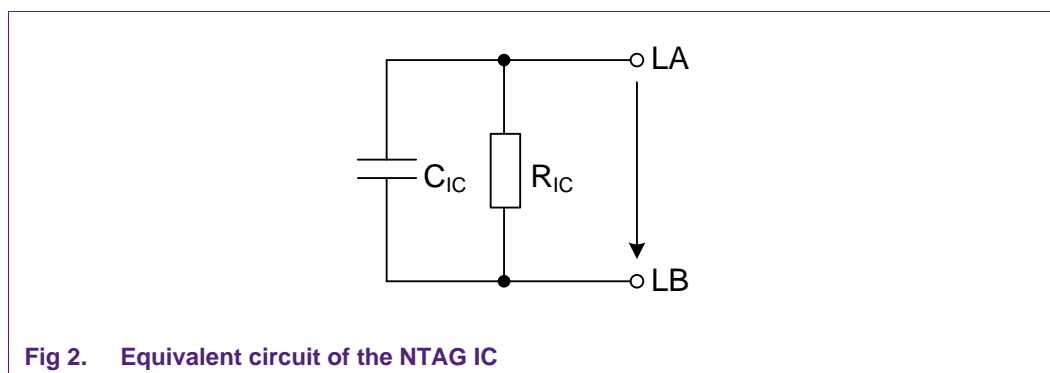 LA
C_IC R_IC
LB
Fig 2. Equivalent circuit of the NTAG IC